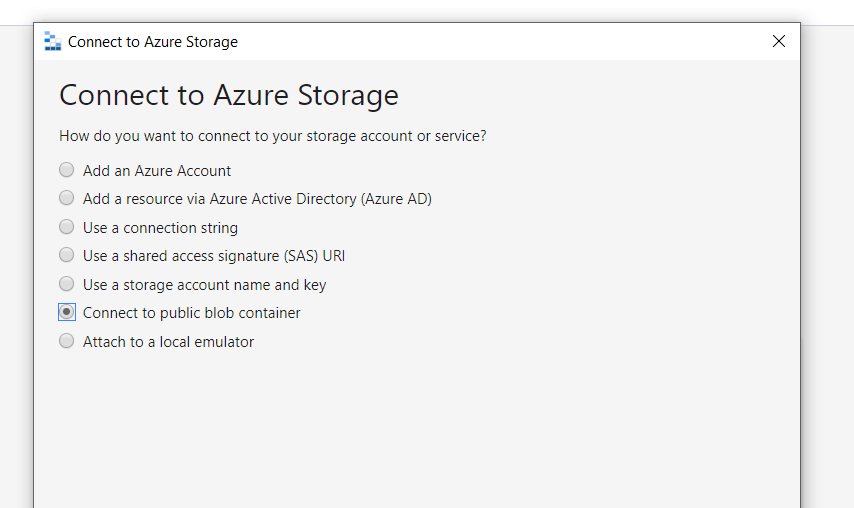 Connect to Azure Storage
Connect to Azure Storage
How do you want to connect to your storage account or service?
Add an Azure Account
Add a resource via Azure Active Directory (Azure AD)
Use a connection string
Use a shared access signature (SAS) URI
Use a storage account name and key
Connect to public blob container
Attach to a local emulator